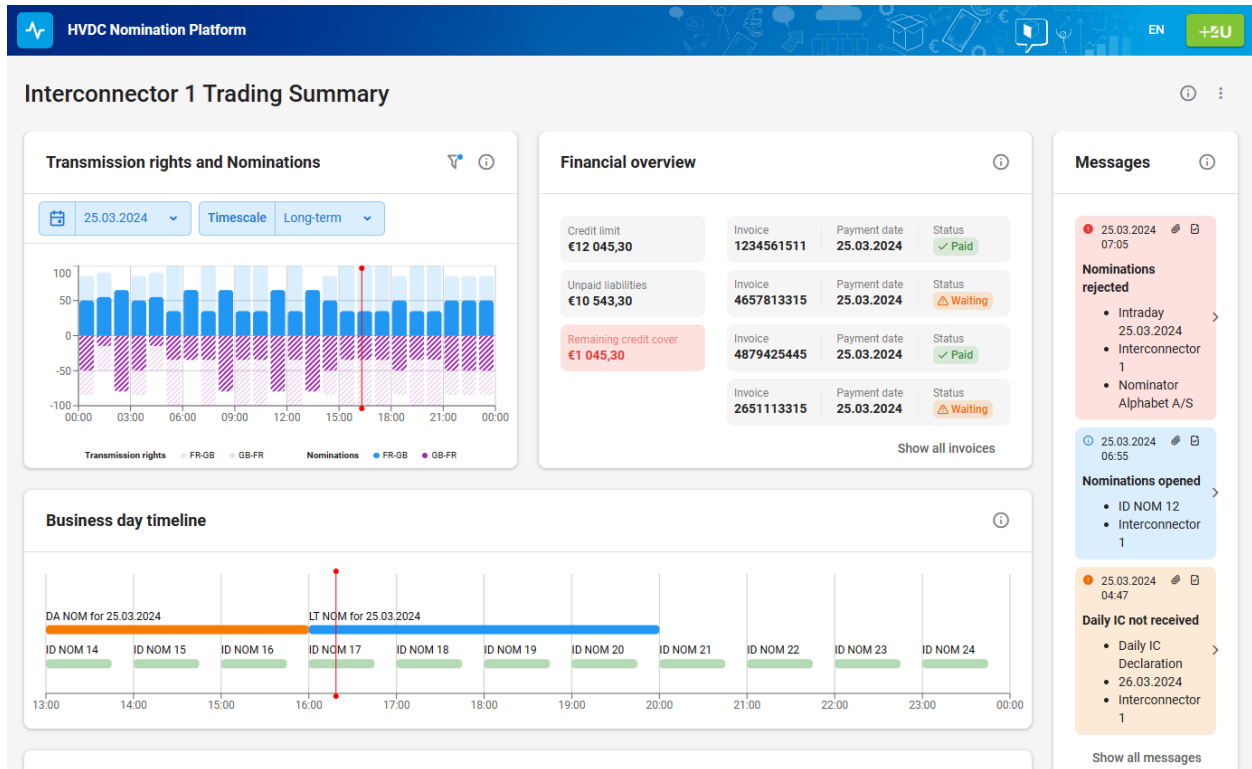 HVDC Nomination Platform
EN
+U
Interconnector 1 Trading Summary
Transmission rights and Nominations
25.03.2024
Timescale
Long-term
100
50
0
-50
-100
00:00 03:00 06:00 09:00 12:00 15:00 18:00 21:00 00:00
Transmission rights FR-GB GB-FR Nominations FR-GB GB-FR
Financial overview
Credit limit
€12 045,30
Unpaid liabilities
€10 543,30
Remaining credit cover
€1 045,30
Invoice Payment date Status
1234561511 25.03.2024 Paid
Invoice Payment date Status
4657813315 25.03.2024 Waiting
Invoice Payment date Status
4879425445 25.03.2024 Paid
Invoice Payment date Status
2651113315 25.03.2024 Waiting
Show all invoices
Business day timeline
DA NOM for 25.03.2024 LT NOM for 25.03.2024
ID NOM 14 ID NOM 15 ID NOM 16 ID NOM 17 ID NOM 18 ID NOM 19 ID NOM 20 ID NOM 21 ID NOM 22 ID NOM 23 ID NOM 24
13:00 14:00 15:00 16:00 17:00 18:00 19:00 20:00 21:00 22:00 23:00 00:00
Messages
25.03.2024
07:05
Nominations
rejected
• Intraday
25.03.2024
• Interconnector
1
• Nominator
Alphabet A/S
25.03.2024
06:55
Nominations opened
• ID NOM 12
• Interconnector
1
25.03.2024
04:47
Daily IC not received
• Daily IC
Declaration
• 26.03.2024
• Interconnector
1
Show all messages